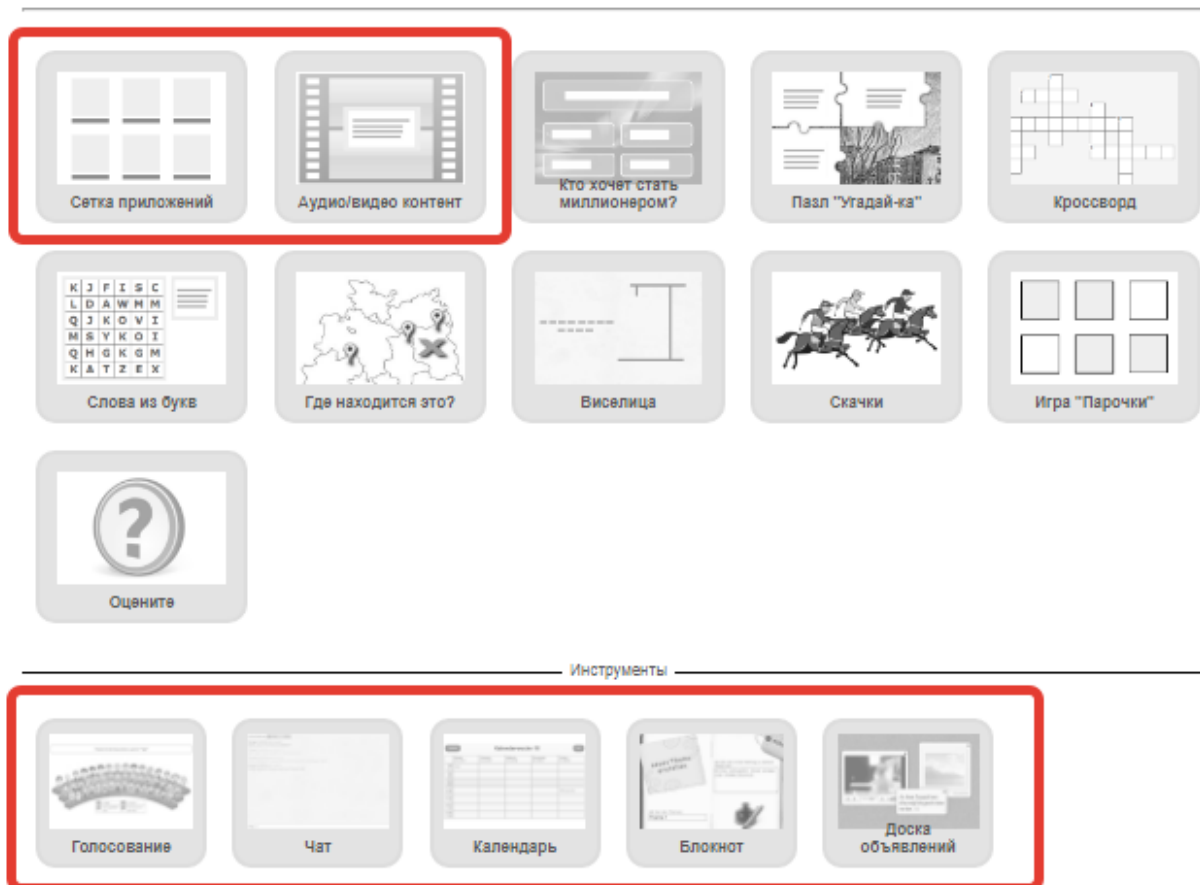 Сетка приложений
Аудио/видео контент
Кто хочет стать
миллионером?
Пазл "Угадай-ка"
Кроссворд
K J F I S C
L D A W M M
Q J K O V I
M S Y K O I
Q H G K G M
K A T Z E X
Слова из букв
Где находится это?
Виселица
Скачки
Игра "Парочки"
?
Оцените
Инструменты
Голосование
Чат
Календарь
Блокнот
Доска
объявлений